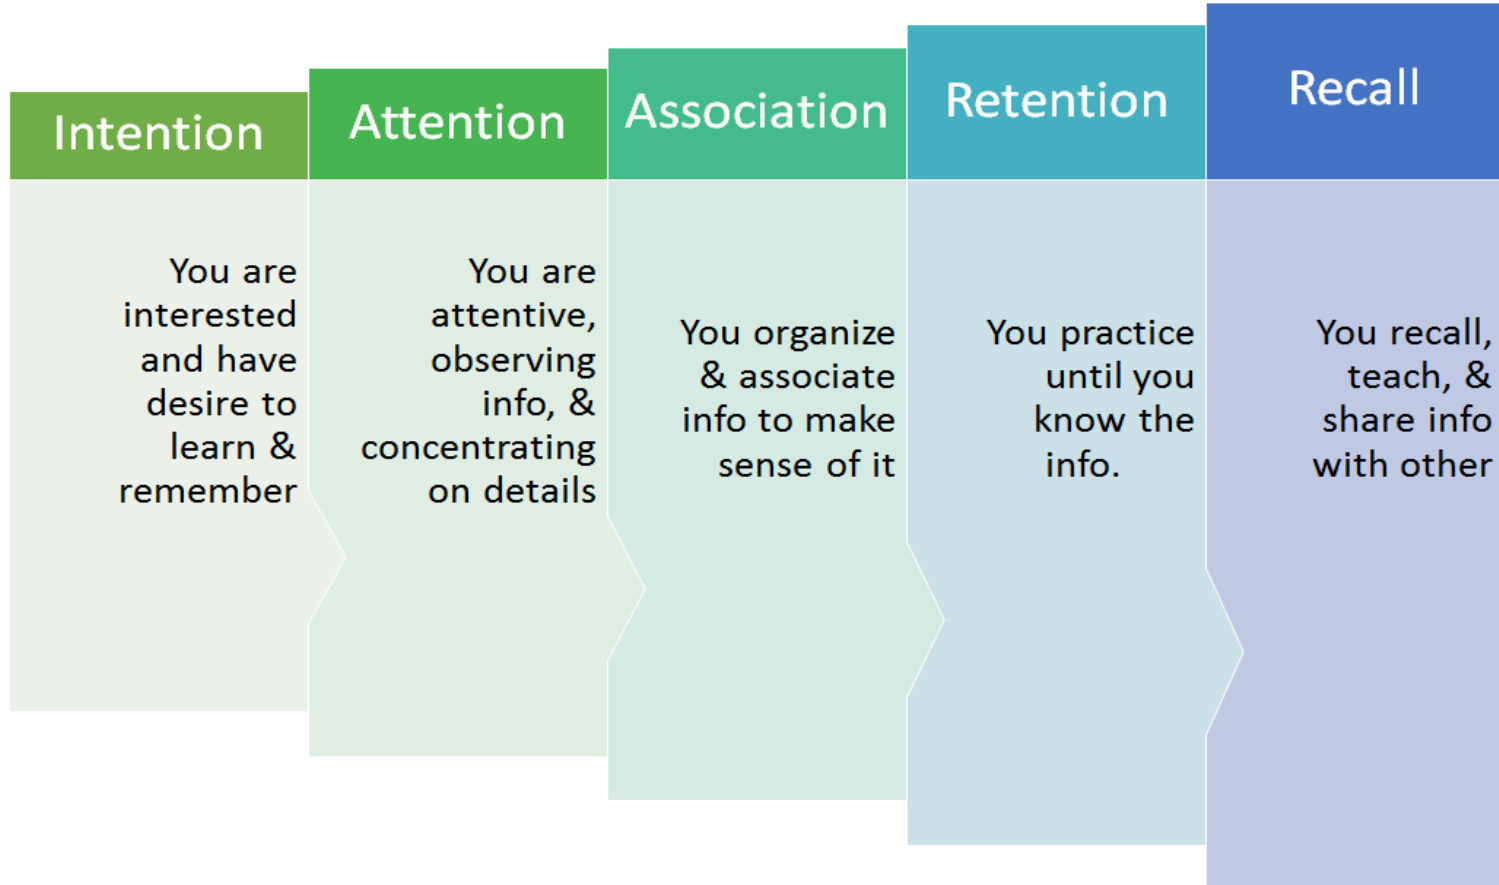 Intention
You are
interested
and have
desire to
learn &
remember
Attention
You are
attentive,
observing
info, &
concentrating
on details
Association
You organize
& associate
info to make
sense of it
Retention
You practice
until you
know the
info.
Recall
You recall,
teach, &
share info
with other